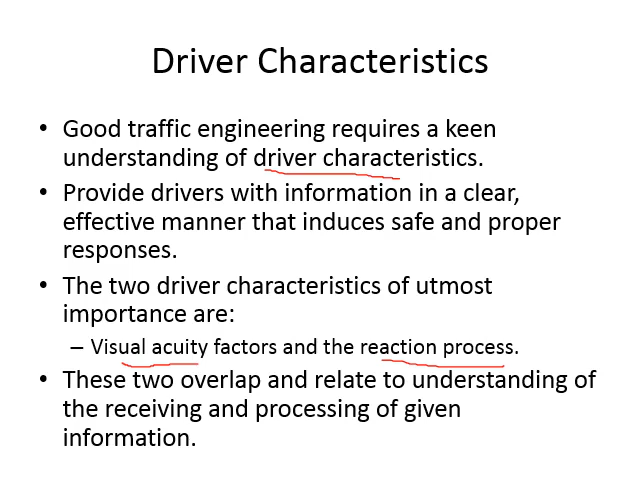 Driver Characteristics
• Good traffic engineering requires a keen
understanding of driver characteristics.
• Provide drivers with information in a clear,
effective manner that induces safe and proper
responses.
• The two driver characteristics of utmost
importance are:
– Visual acuity factors and the reaction process.
• These two overlap and relate to understanding of
the receiving and processing of given
information.